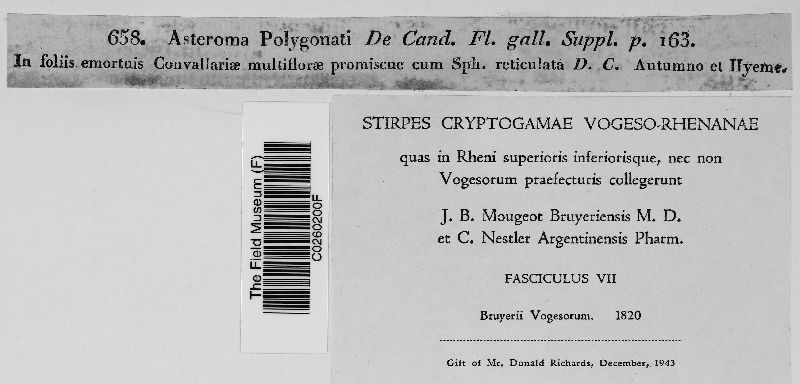 658. Asteroma Polygonati De Cand. Fl. gall. Suppl. p. 163.
In foliis emortuis Convallariæ multifloræ promiscue cum Sph. reticulata D. C. Autumno et Hyeme.
STIRPES CRYPTOGAMAE VOGESO-RHENANAE
quas in Rheni superioris inferiorisque, nec non
Vogesorum praefecturis collegerunt
J. B. Mougeot Bruyeriensis M. D.
et C. Nestler Argentinensis Pharm.
FASCICULUS VII
Bruyerii Vogesorum. 1820
Gift of Mr. Donald Richards, December, 1943
The Field Museum (F)
C0260200F